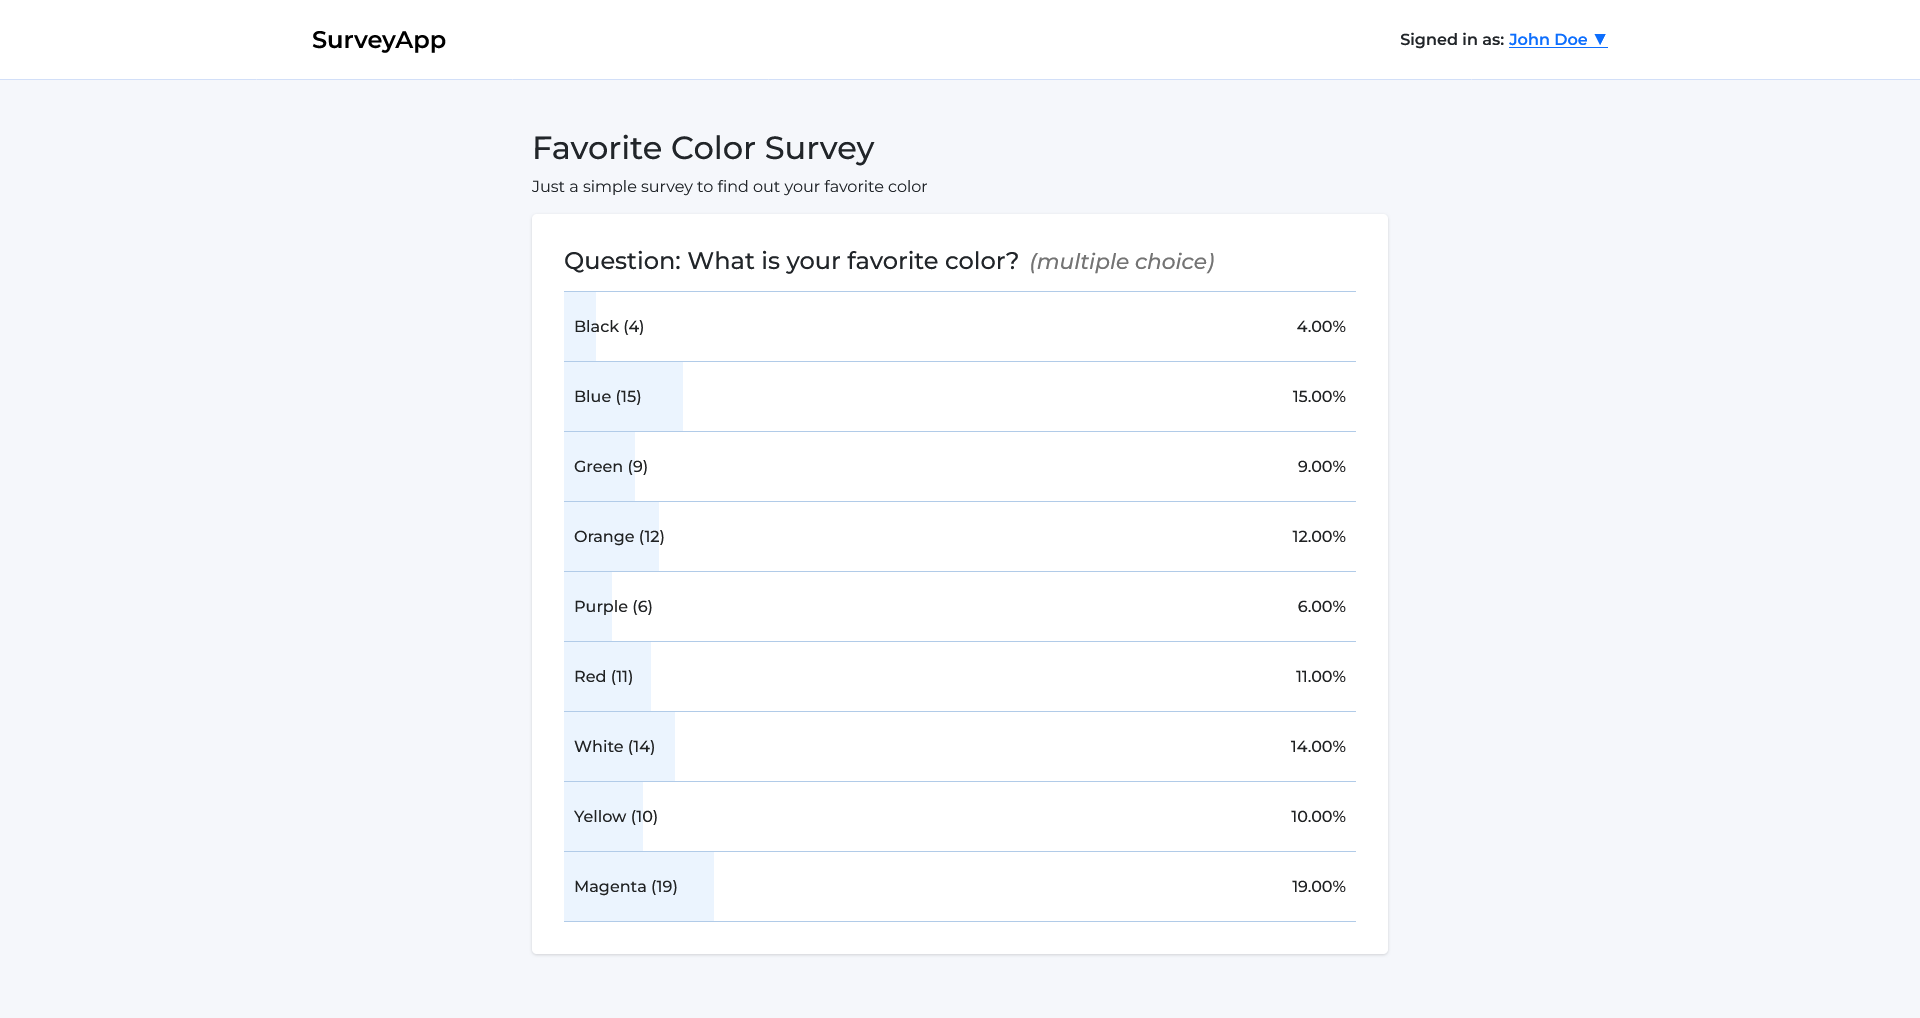 SurveyApp
Signed in as: John Doe ▼
Favorite Color Survey
Just a simple survey to find out your favorite color
Question: What is your favorite color? (multiple choice)
Black (4) 4.00%
Blue (15) 15.00%
Green (9) 9.00%
Orange (12) 12.00%
Purple (6) 6.00%
Red (11) 11.00%
White (14) 14.00%
Yellow (10) 10.00%
Magenta (19) 19.00%